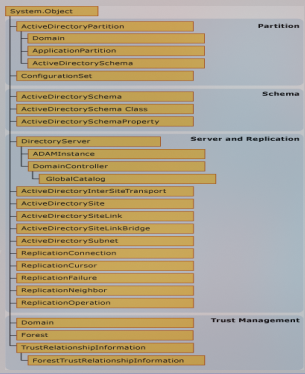 System.Object
ActiveDirectoryPartition
Partition
Domain
ApplicationPartition
ActiveDirectorySchema
ConfigurationSet
ActiveDirectorySchema
Schema
ActiveDirectorySchema Class
ActiveDirectorySchemaProperty
DirectoryServer
Server and Replication
ADAMInstance
DomainController
GlobalCatalog
ActiveDirectoryInterSiteTransport
ActiveDirectorySite
ActiveDirectorySiteLink
ActiveDirectorySiteLinkBridge
ActiveDirectorySubnet
ReplicationConnection
ReplicationCursor
ReplicationFailure
ReplicationNeighbor
ReplicationOperation
Domain
Trust Management
Forest
TrustRelationshipInformation
ForestTrustRelationshipInformation